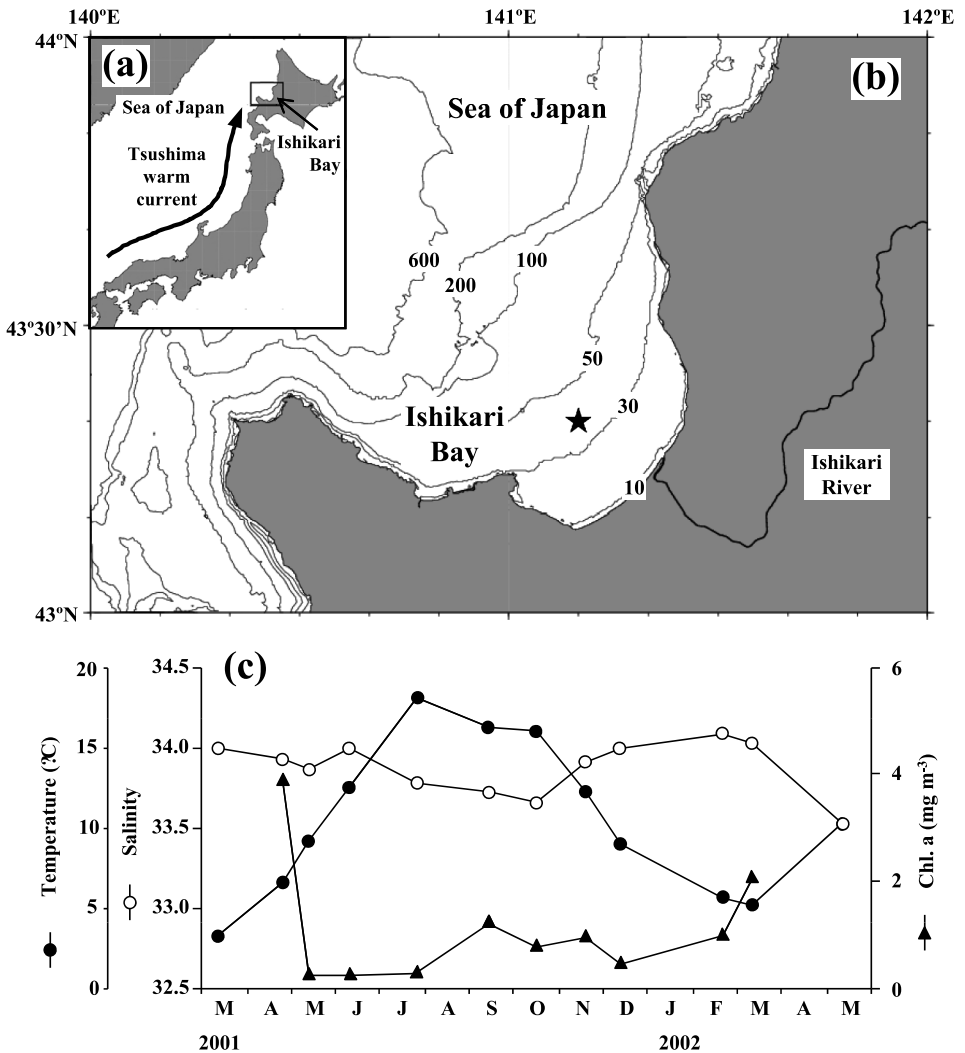 140ºE
141ºE
142ºE
44ºN
(a)
(b)
Sea of Japan
Sea of Japan
Ishikari
Bay
Tsushima
warm
current
600
100
200
43º30’N
50
30
Ishikari
Bay
Ishikari
River
10
43ºN
(c)
20
34.5
6
15
34.0
4
10
33.5
2
5
33.0
0
32.5
0
Temperature (?C)
Salinity
Chl. a (mg m-3)
M A M J J A S O N D J F M A M
2001
2002